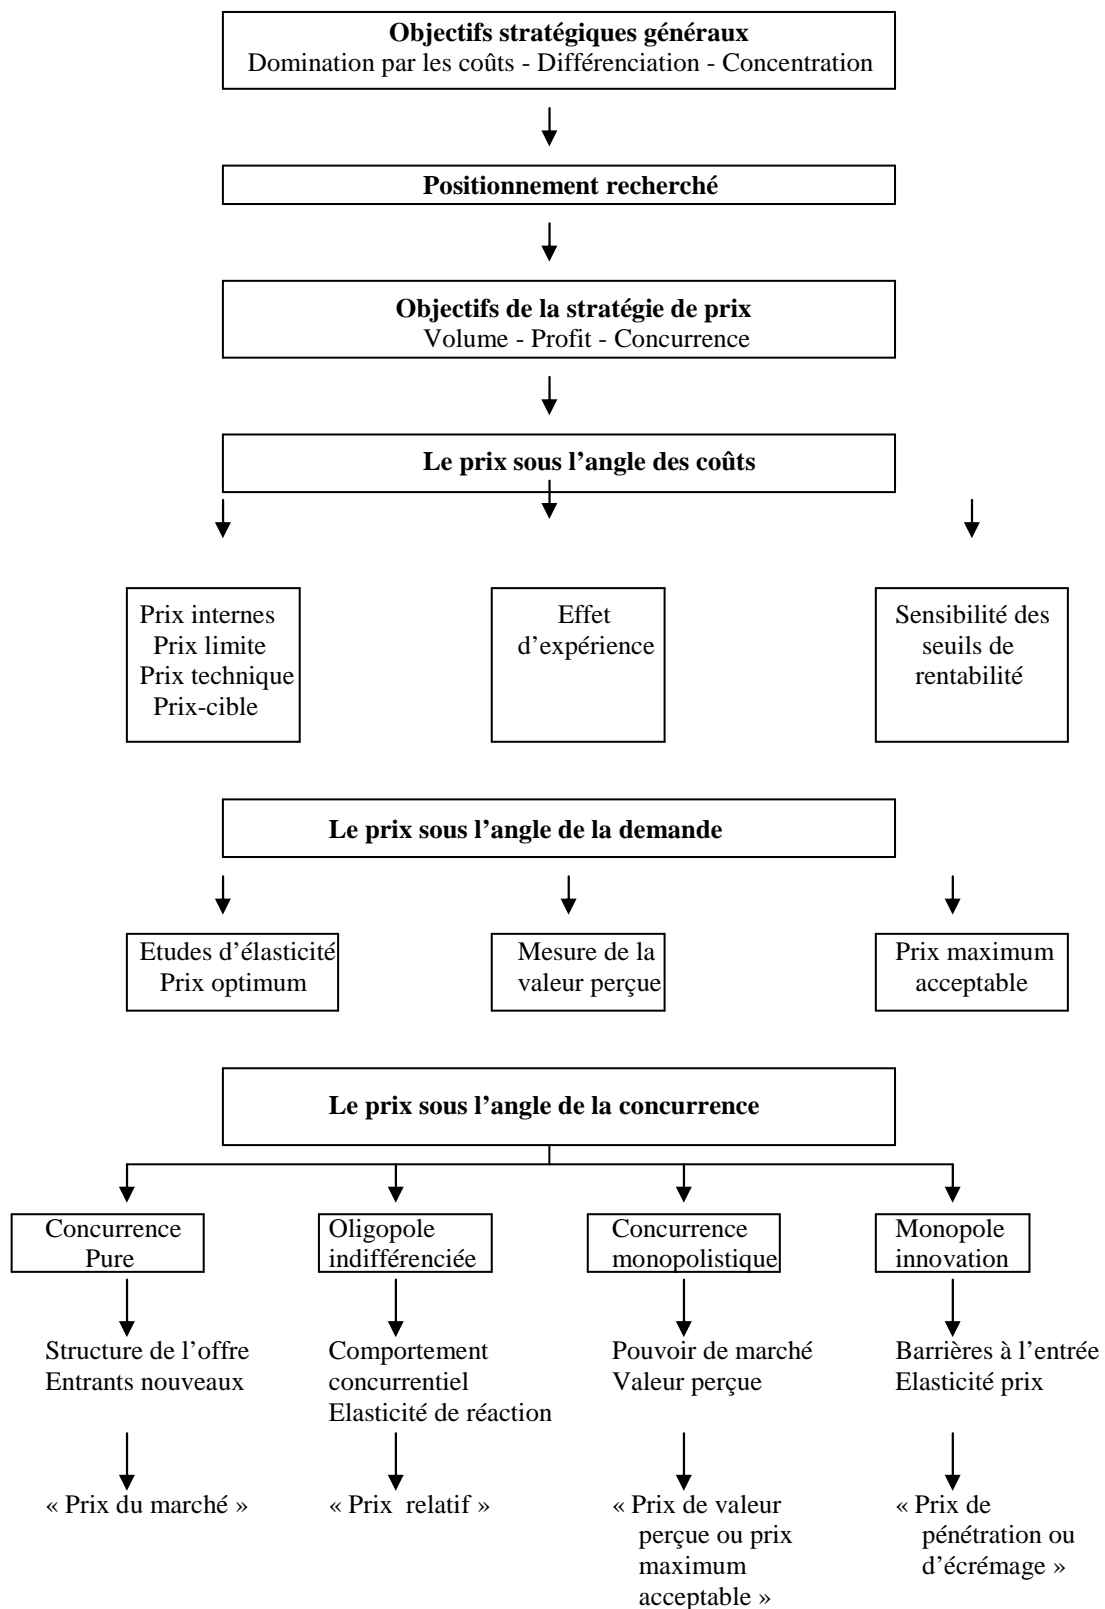 Objectifs stratégiques généraux
Domination par les coûts - Différenciation - Concentration
Positionnement recherché
Objectifs de la stratégie de prix
Volume - Profit - Concurrence
Le prix sous l’angle des coûts
Prix internes
Prix limite
Prix technique
Prix-cible
Effet
d’expérience
Sensibilité des
seuils de
rentabilité
Le prix sous l’angle de la demande
Etudes d’élasticité
Prix optimum
Mesure de la
valeur perçue
Prix maximum
acceptable
Le prix sous l’angle de la concurrence
Concurrence
Pure
Oligopole
indifférenciée
Concurrence
monopolistique
Monopole
innovation
Structure de l’offre
Entrants nouveaux
Comportement
concurrentiel
Elasticité de réaction
Pouvoir de marché
Valeur perçue
Barrières à l’entrée
Elasticité prix
« Prix du marché »
« Prix relatif »
« Prix de valeur
perçue ou prix
maximum
acceptable »
« Prix de
pénétration ou
d’écrémage »